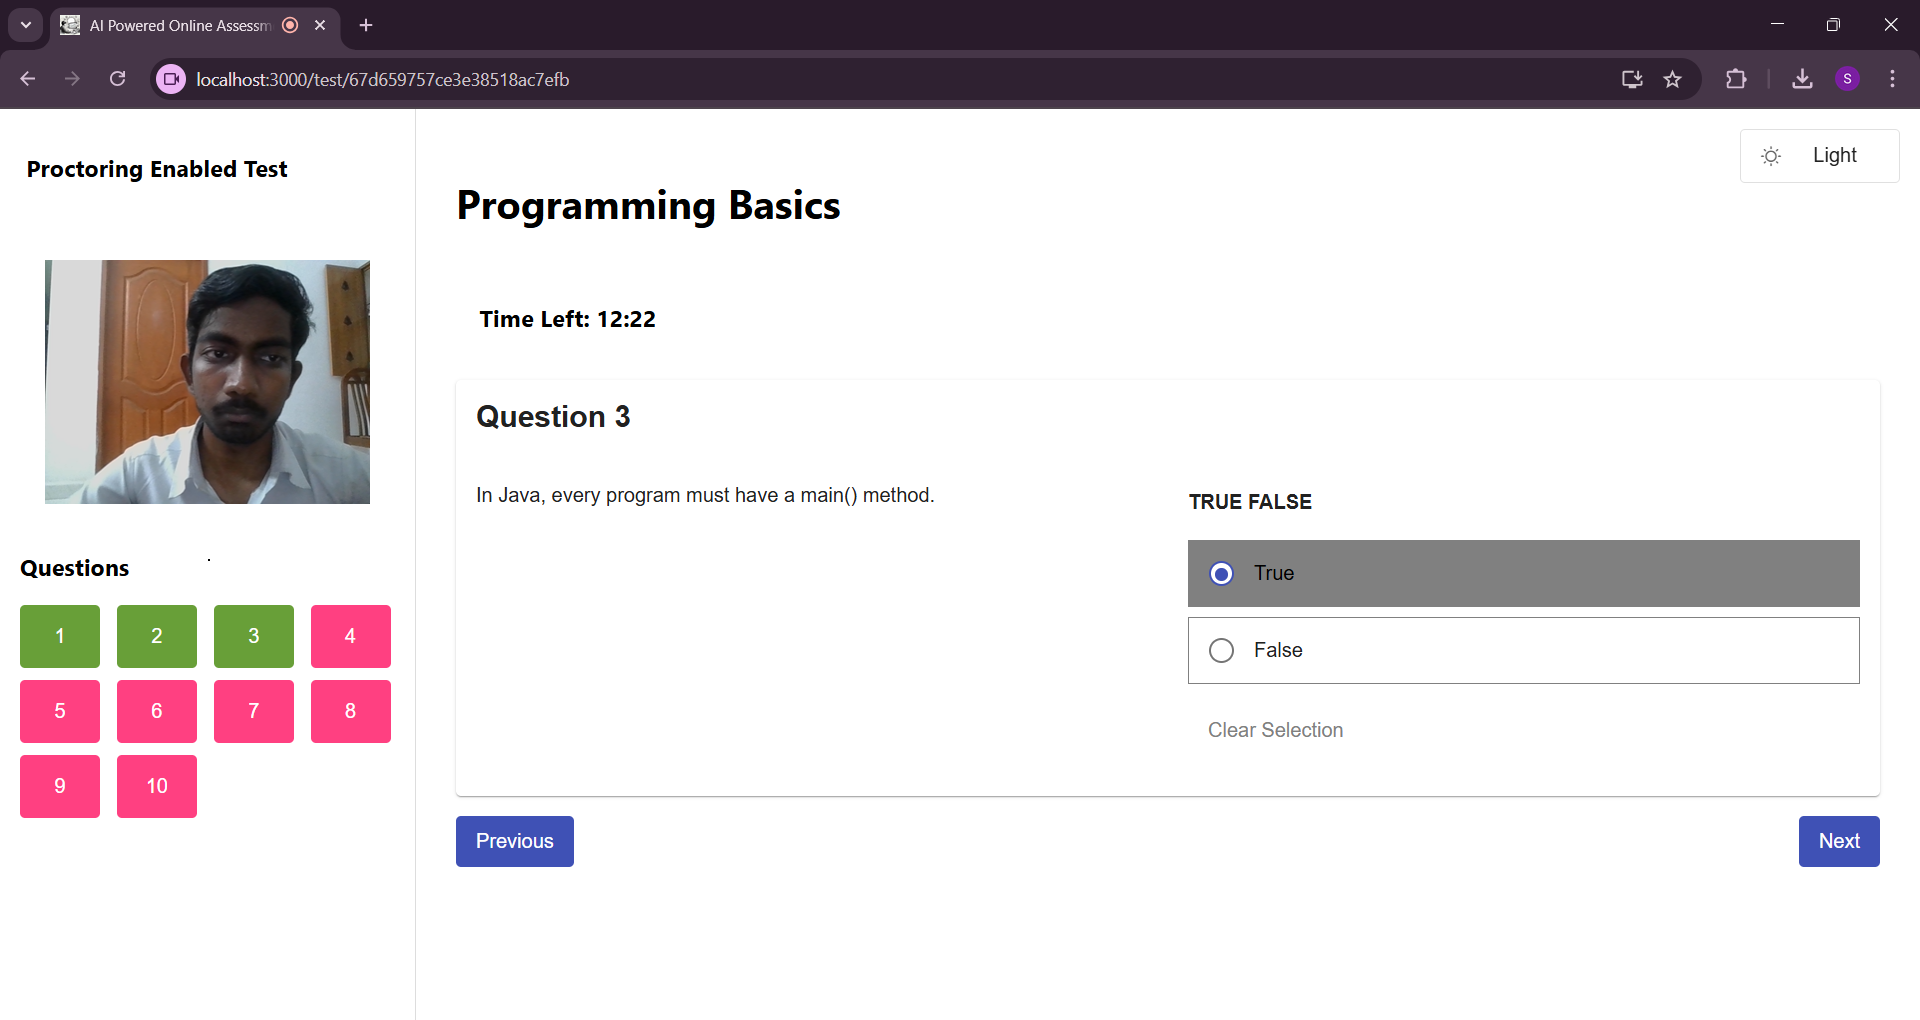 AI Powered Online Assessm
localhost:3000/test/67d659757ce3e38518ac7efb
S
Proctoring Enabled Test
Light
Programming Basics
Time Left: 12:22
Question 3
In Java, every program must have a main() method.
TRUE FALSE
True
False
Clear Selection
Questions
1 2 3 4
5 6 7 8
9 10
Previous
Next